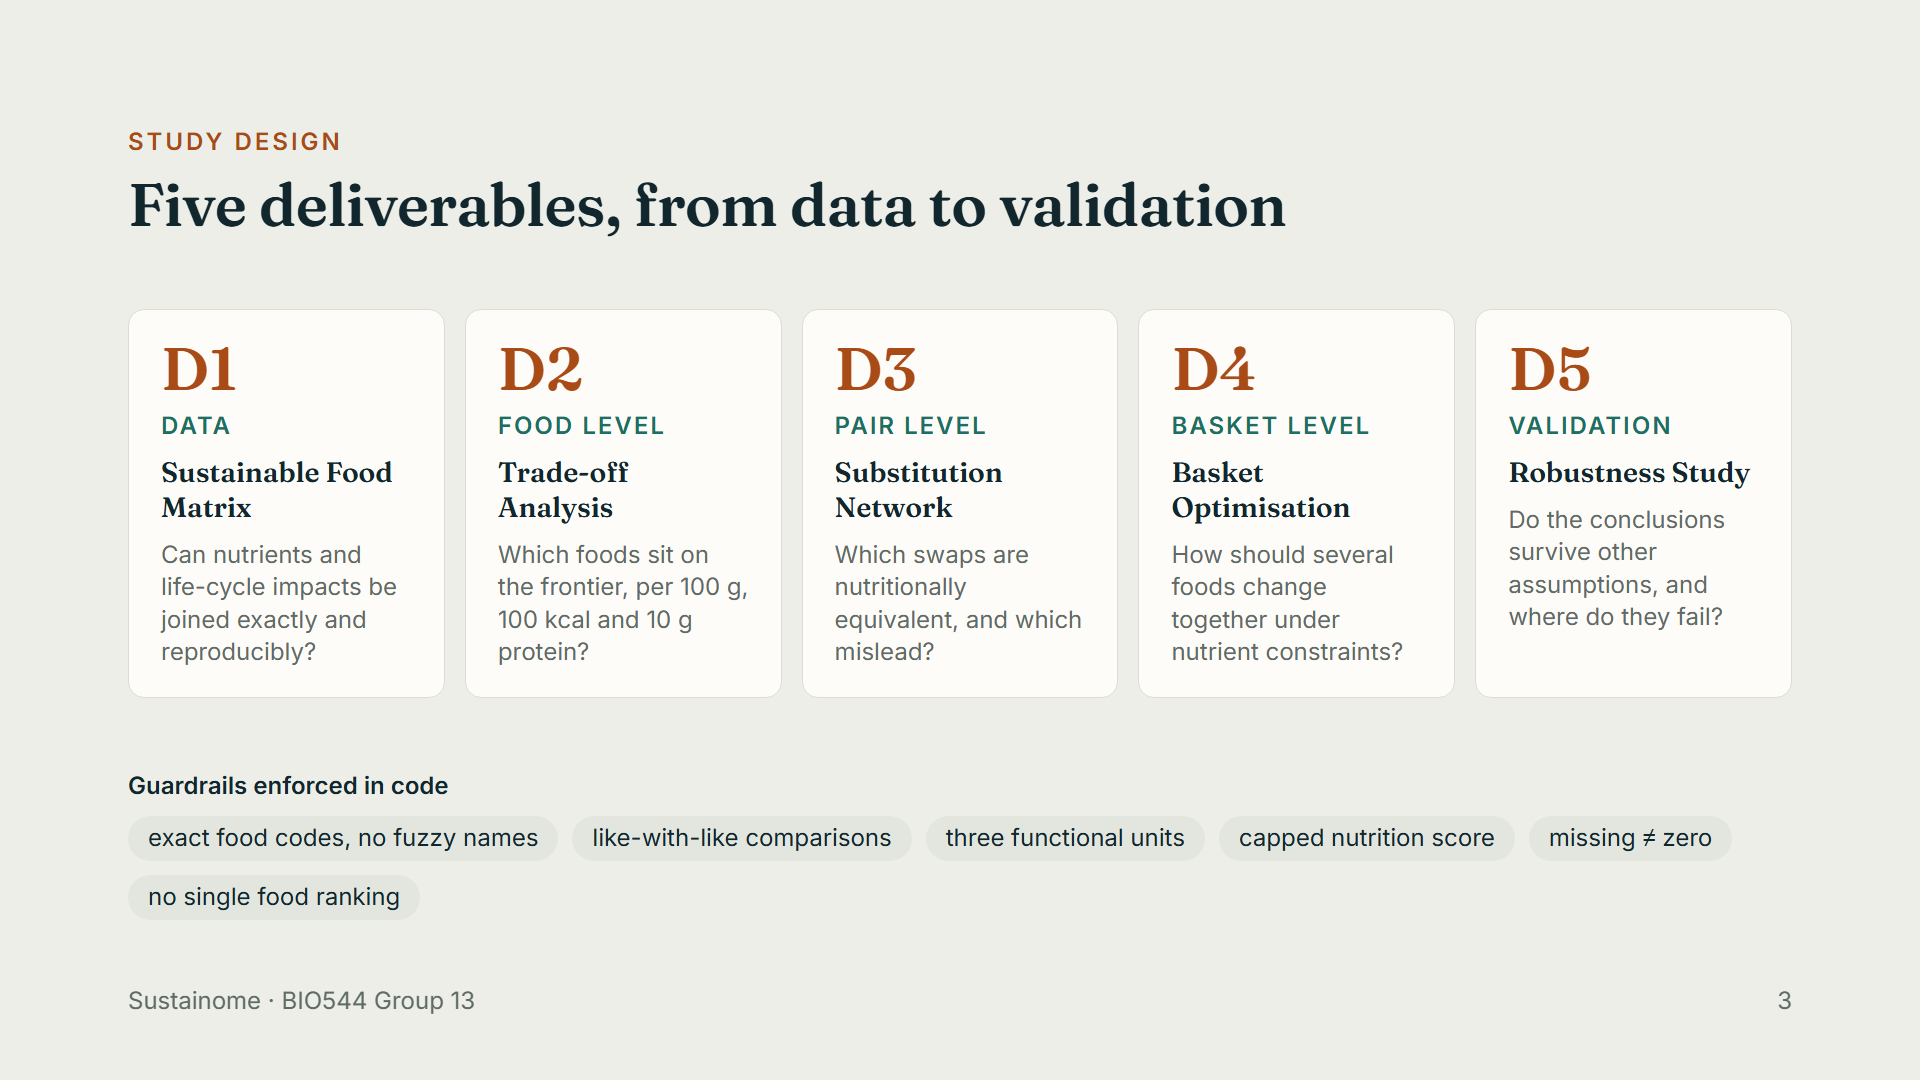 STUDY DESIGN
Five deliverables, from data to validation
D1
DATA
Sustainable Food
Matrix
Can nutrients and
life-cycle impacts be
joined exactly and
reproducibly?
D2
FOOD LEVEL
Trade-off
Analysis
Which foods sit on
the frontier, per 100 g,
100 kcal and 10 g
protein?
D3
PAIR LEVEL
Substitution
Network
Which swaps are
nutritionally
equivalent, and which
mislead?
D4
BASKET LEVEL
Basket
Optimisation
How should several
foods change
together under
nutrient constraints?
D5
VALIDATION
Robustness Study
Do the conclusions
survive other
assumptions, and
where do they fail?
Guardrails enforced in code
exact food codes, no fuzzy names
like-with-like comparisons
three functional units
capped nutrition score
missing ≠ zero
no single food ranking
Sustainome · BIO544 Group 13
3